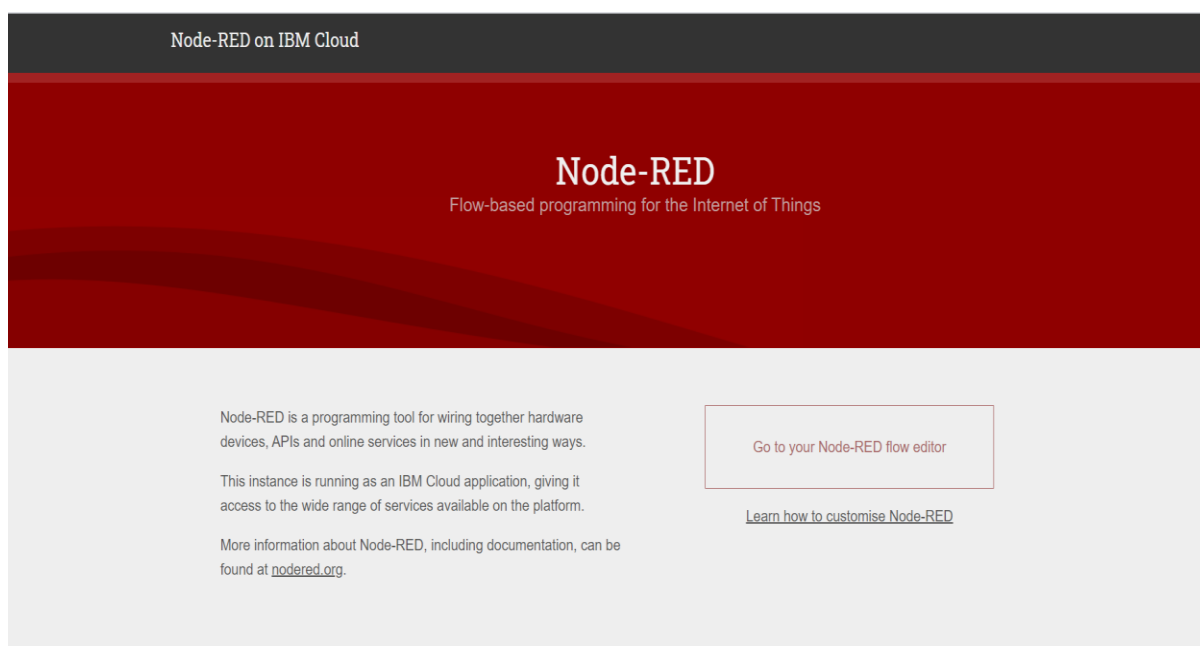 Node-RED on IBM Cloud
Node-RED
Flow-based programming for the Internet of Things
Node-RED is a programming tool for wiring together hardware
devices, APIs and online services in new and interesting ways.
This instance is running as an IBM Cloud application, giving it
access to the wide range of services available on the platform.
More information about Node-RED, including documentation, can be
found at nodered.org.
Go to your Node-RED flow editor
Learn how to customise Node-RED